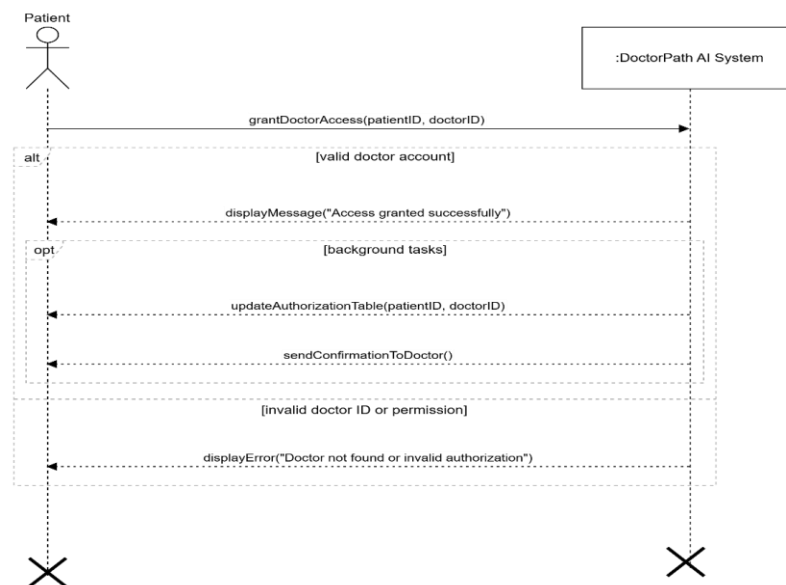 Patient
:DoctorPath AI System
grantDoctorAccess(patientID, doctorID)
alt
[valid doctor account]
displayMessage("Access granted successfully")
opt
[background tasks]
updateAuthorizationTable(patientID, doctorID)
sendConfirmationToDoctor()
[invalid doctor ID or permission]
displayError("Doctor not found or invalid authorization")